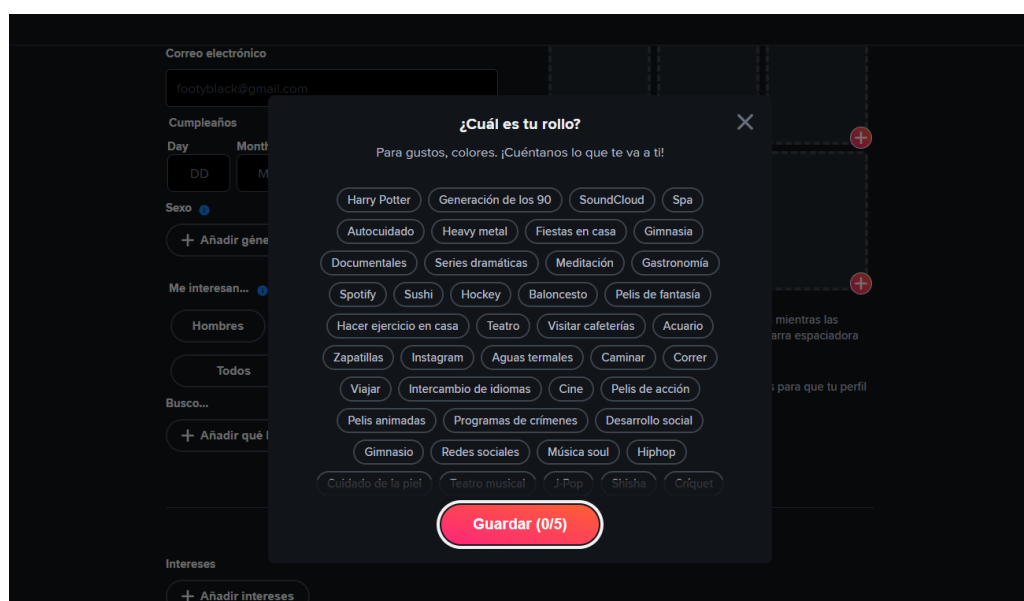 Correo electrónico
footyblack@gmail.com
Cumpleaños
Day Month
DD M
Sexo
Añadir géne
Me interesan...
Hombres
Todos
Busco...
Añadir qué
¿Cuál es tu rollo?
Para gustos, colores. ¡Cuéntanos lo que te va a ti!
Harry Potter Generación de los 90 SoundCloud Spa
Autocuidado Heavy metal Fiestas en casa Gimnasia
Documentales Series dramáticas Meditación Gastronomía
Spotify Sushi Hockey Baloncesto Pelis de fantasía
Hacer ejercicio en casa Teatro Visitar cafeterías Acuario
Zapatillas Instagram Aguas termales Caminar Correr
Viajar Intercambio de idiomas Cine Pelis de acción
Pelis animadas Programas de crímenes Desarrollo social
Gimnasio Redes sociales Música soul Hiphop
Cuidado de la piel Teatro musical J-Pop Shisha Críquet
Guardar (0/5)
mientras las
arra espaciadora
para que tu perfil
Intereses
Añadir intereses